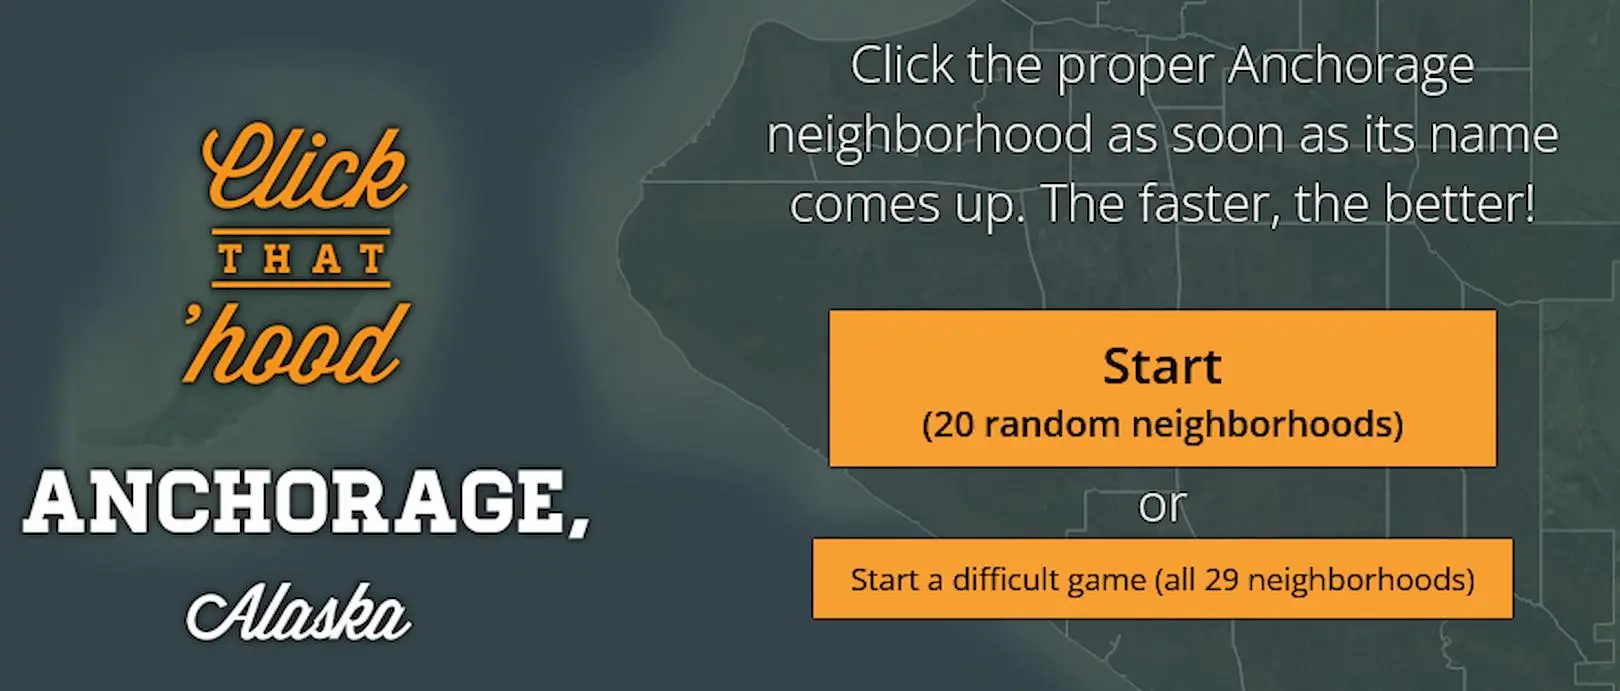 Click
THAT
'hood
ANCHORAGE,
Alaska
Click the proper Anchorage
neighborhood as soon as its name
comes up. The faster, the better!
Start
(20 random neighborhoods)
or
Start a difficult game (all 29 neighborhoods)